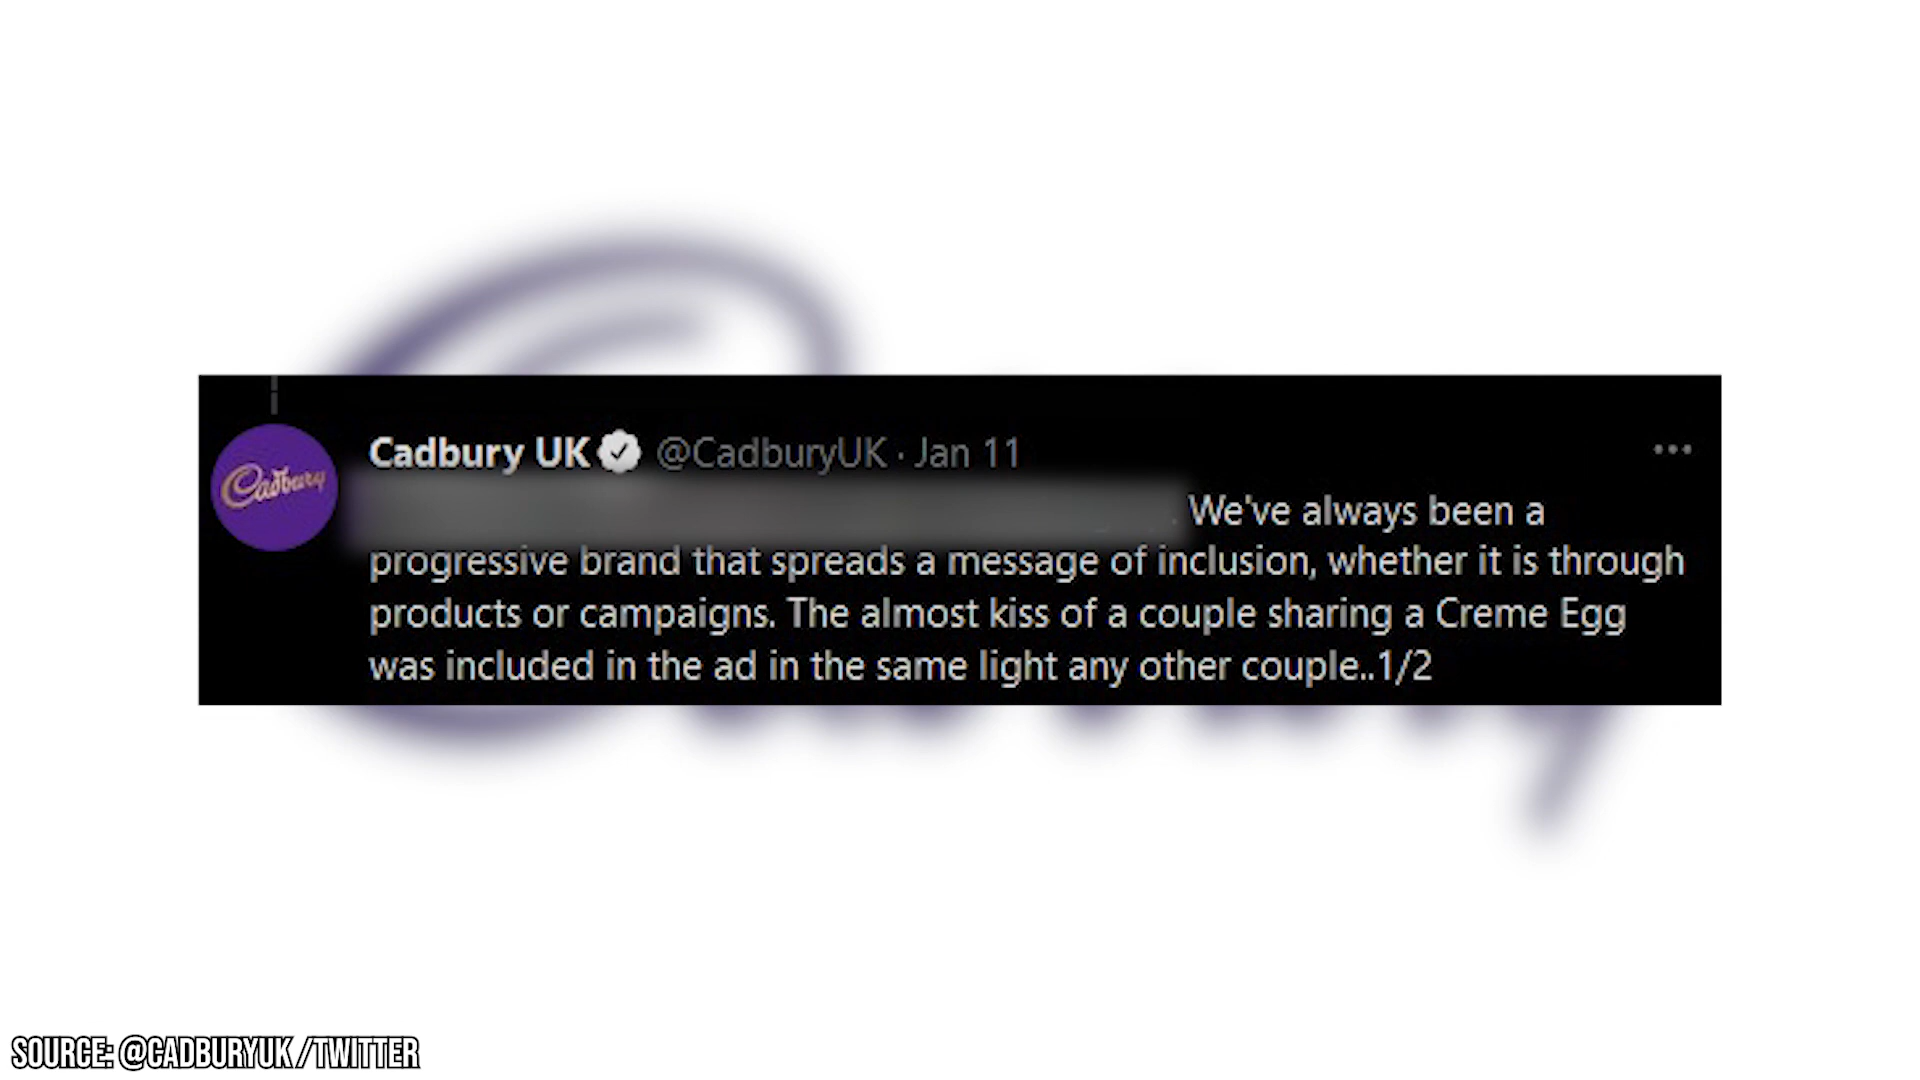 Cadbury
Cadbury UK @CadburyUK · Jan 11
We've always been a
progressive brand that spreads a message of inclusion, whether it is through
products or campaigns. The almost kiss of a couple sharing a Creme Egg
was included in the ad in the same light any other couple..1/2
SOURCE: @CADBURYUK/TWITTER